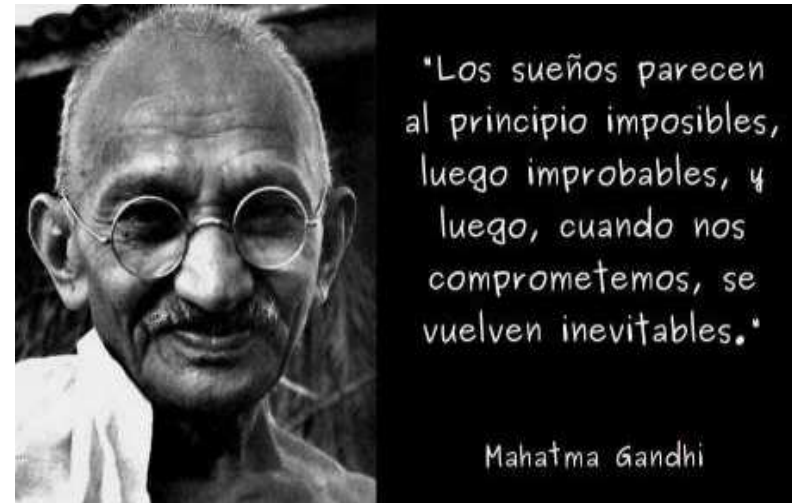 "Los sueños parecen
al principio imposibles,
luego improbables, y
luego, cuando nos
comprometemos, se
vuelven inevitables."
Mahatma Gandhi